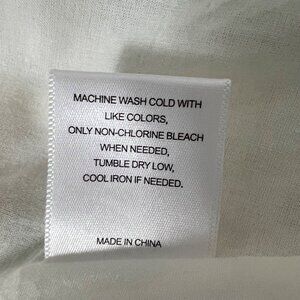 MACHINE WASH COLD WITH
LIKE COLORS,
ONLY NON-CHLORINE BLEACH
WHEN NEEDED,
TUMBLE DRY LOW,
COOL IRON IF NEEDED.
MADE IN CHINA